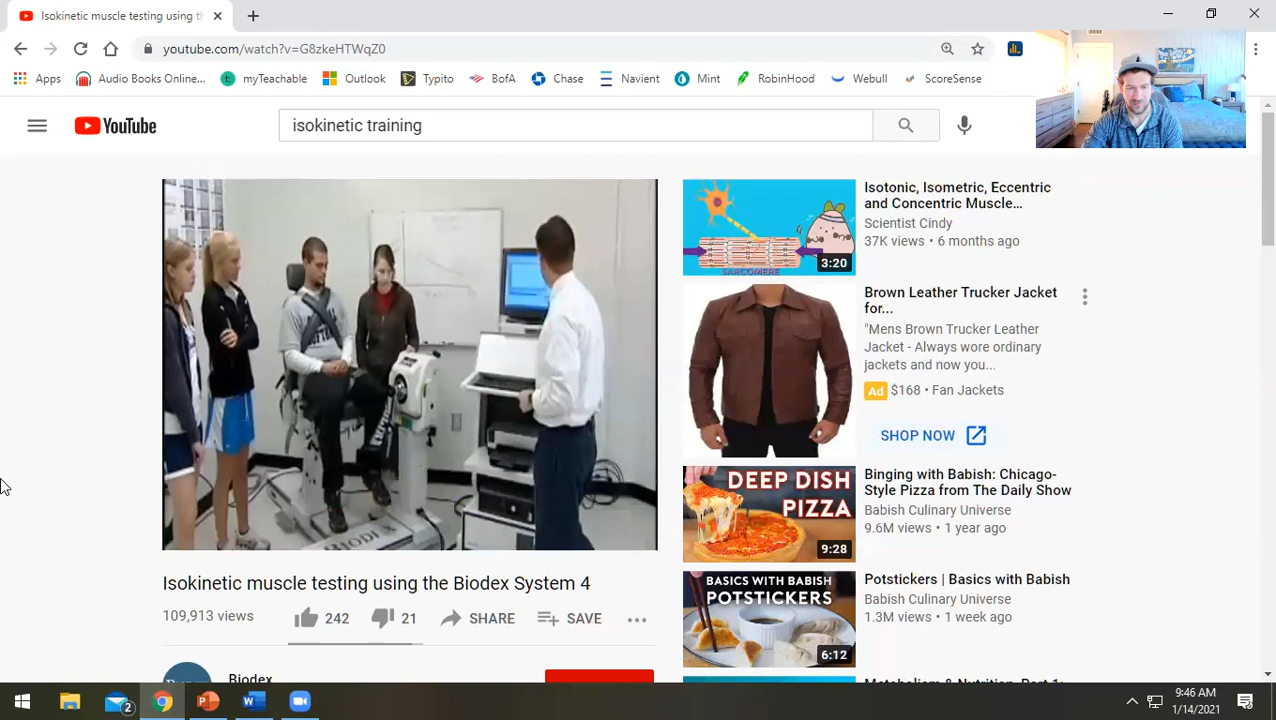 Isokinetic muscle testing using th
youtube.com/watch?v=G8zkeHTWqZ0
Apps
Audio Books Online...
myTeachable
Outlook
Typito
BofA
Chase
Navient
Mint
RobinHood
Webull
ScoreSense
YouTube
isokinetic training
Isotonic, Isometric, Eccentric
and Concentric Muscle…
Scientist Cindy
37K views • 6 months ago
SARCOMERE
3:20
Brown Leather Trucker Jacket
for...
"Mens Brown Trucker Leather
Jacket - Always wore ordinary
jackets and now you...
Ad $168 • Fan Jackets
SHOP NOW
DEEP DISH
PIZZA
9:28
Binging with Babish: Chicago-
Style Pizza from The Daily Show
Babish Culinary Universe
9.6M views • 1 year ago
BASICS WITH BABISH
POTSTICKERS
6:12
Potstickers | Basics with Babish
Babish Culinary Universe
1.3M views • 1 week ago
Isokinetic muscle testing using the Biodex System 4
109,913 views
242
21
SHARE
SAVE
Biodex
Metabolism & Nutrition, Part 1:
2
9:46 AM
1/14/2021